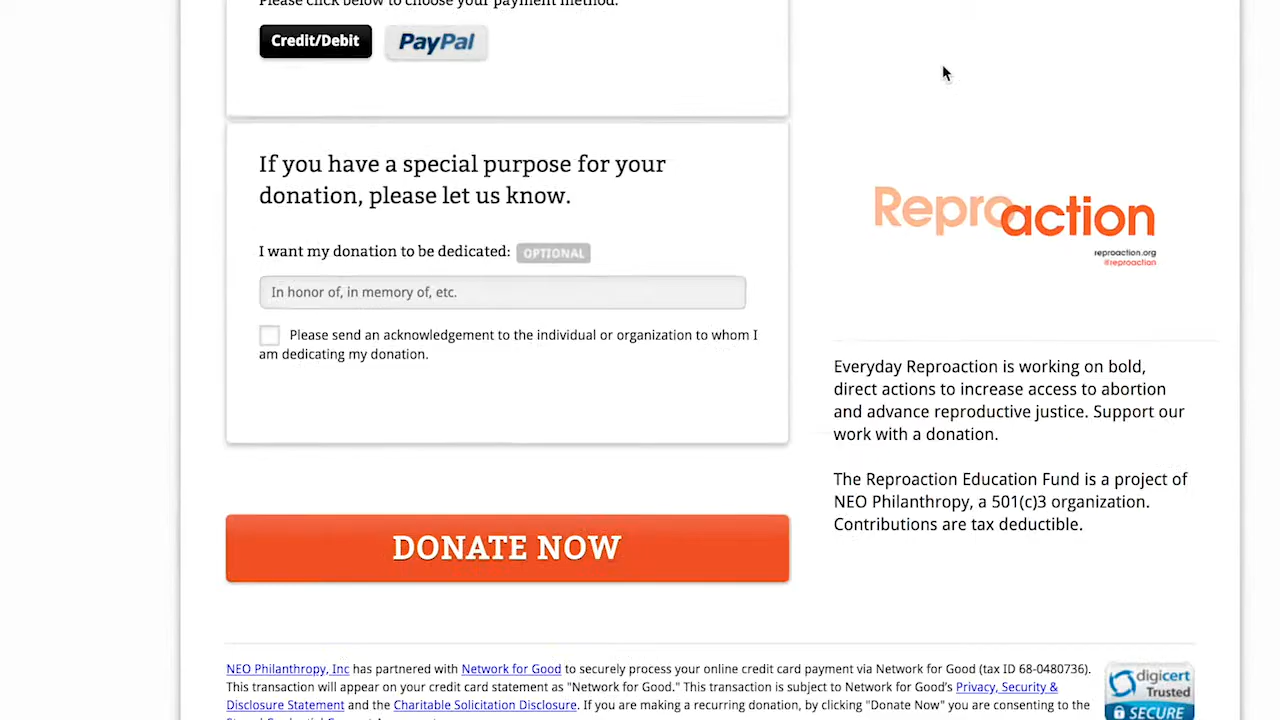 Please click below to choose your payment method.
Credit/Debit
PayPal
If you have a special purpose for your
donation, please let us know.
I want my donation to be dedicated: OPTIONAL
In honor of, in memory of, etc.
Please send an acknowledgement to the individual or organization to whom I
am dedicating my donation.
DONATE NOW
Reproaction
reproaction.org
#reproaction
Everyday Reproaction is working on bold,
direct actions to increase access to abortion
and advance reproductive justice. Support our
work with a donation.
The Reproaction Education Fund is a project of
NEO Philanthropy, a 501(c)3 organization.
Contributions are tax deductible.
NEO Philanthropy, Inc has partnered with Network for Good to securely process your online credit card payment via Network for Good (tax ID 68-0480736).
This transaction will appear on your credit card statement as "Network for Good." This transaction is subject to Network for Good's Privacy, Security &
Disclosure Statement and the Charitable Solicitation Disclosure. If you are making a recurring donation, by clicking "Donate Now" you are consenting to the
digicert
Trusted
SECURE